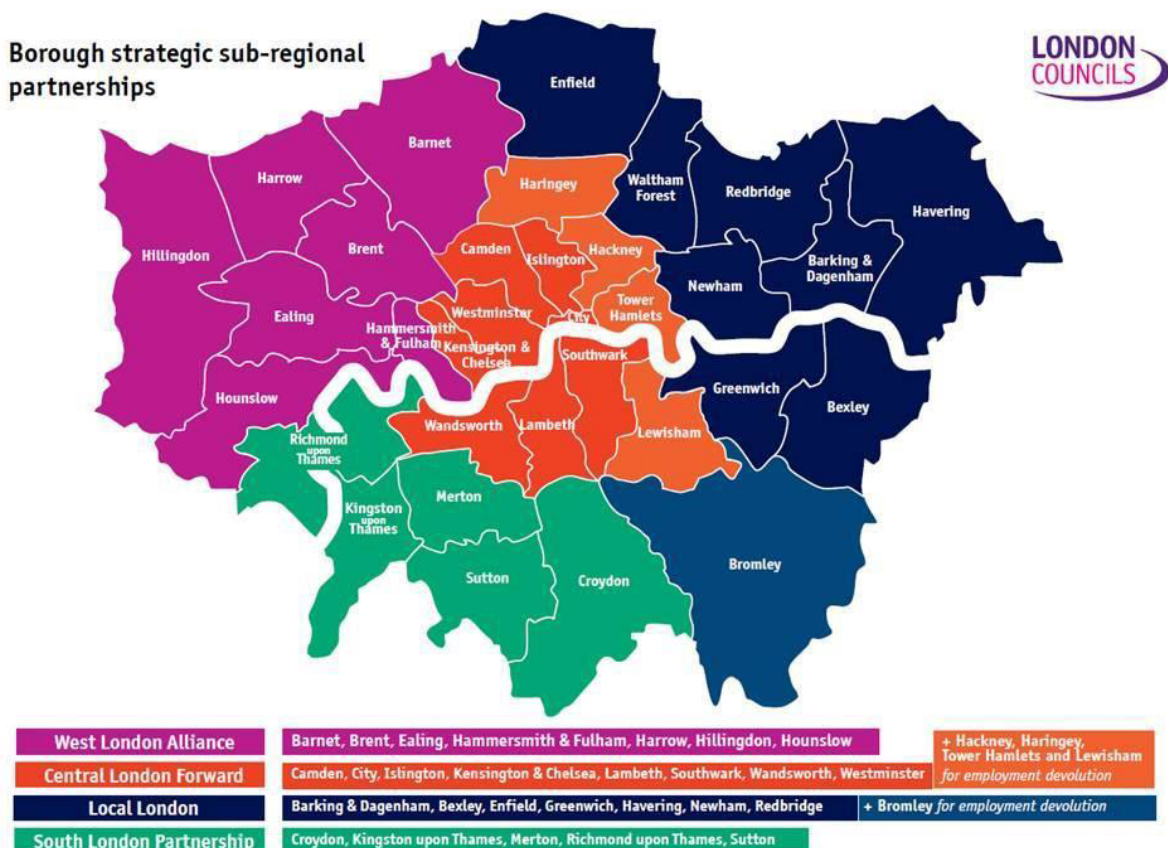 Borough strategic sub-regional
partnerships
LONDON
COUNCILS
Enfield
Barnet
Harrow
Haringey
Waltham
Forest
Redbridge
Havering
Hillingdon
Brent
Camden
Islington
Hackney
Barking &
Dagenham
Newham
Ealing
Westminster
City
Tower
Hamlets
Hammersmith
& Fulham
Kensington &
Chelsea
Southwark
Hounslow
Greenwich
Bexley
Richmond
upon
Thames
Wandsworth
Lambeth
Lewisham
Merton
Kingston
upon
Thames
Sutton
Croydon
Bromley
West London Alliance
Barnet, Brent, Ealing, Hammersmith & Fulham, Harrow, Hillingdon, Hounslow
+ Hackney, Haringey,
Tower Hamlets and Lewisham
for employment devolution
Central London Forward
Camden, City, Islington, Kensington & Chelsea, Lambeth, Southwark, Wandsworth, Westminster
Local London
Barking & Dagenham, Bexley, Enfield, Greenwich, Havering, Newham, Redbridge
+ Bromley for employment devolution
South London Partnership
Croydon, Kingston upon Thames, Merton, Richmond upon Thames, Sutton